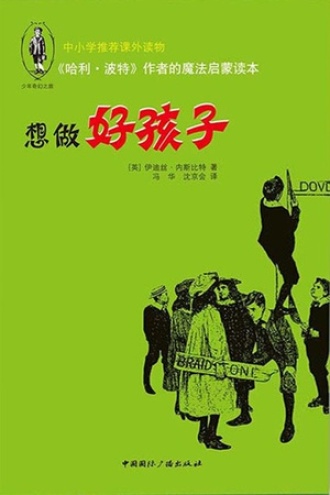 中小学推荐课外读物
《哈利·波特》作者的魔法启蒙读本
少年奇幻之旅
想做好孩子
[英] 伊迪丝·内斯比特 著
冯 华 沈京会 译
DOVE
BRAIDSTONE
中国国际广播出版社